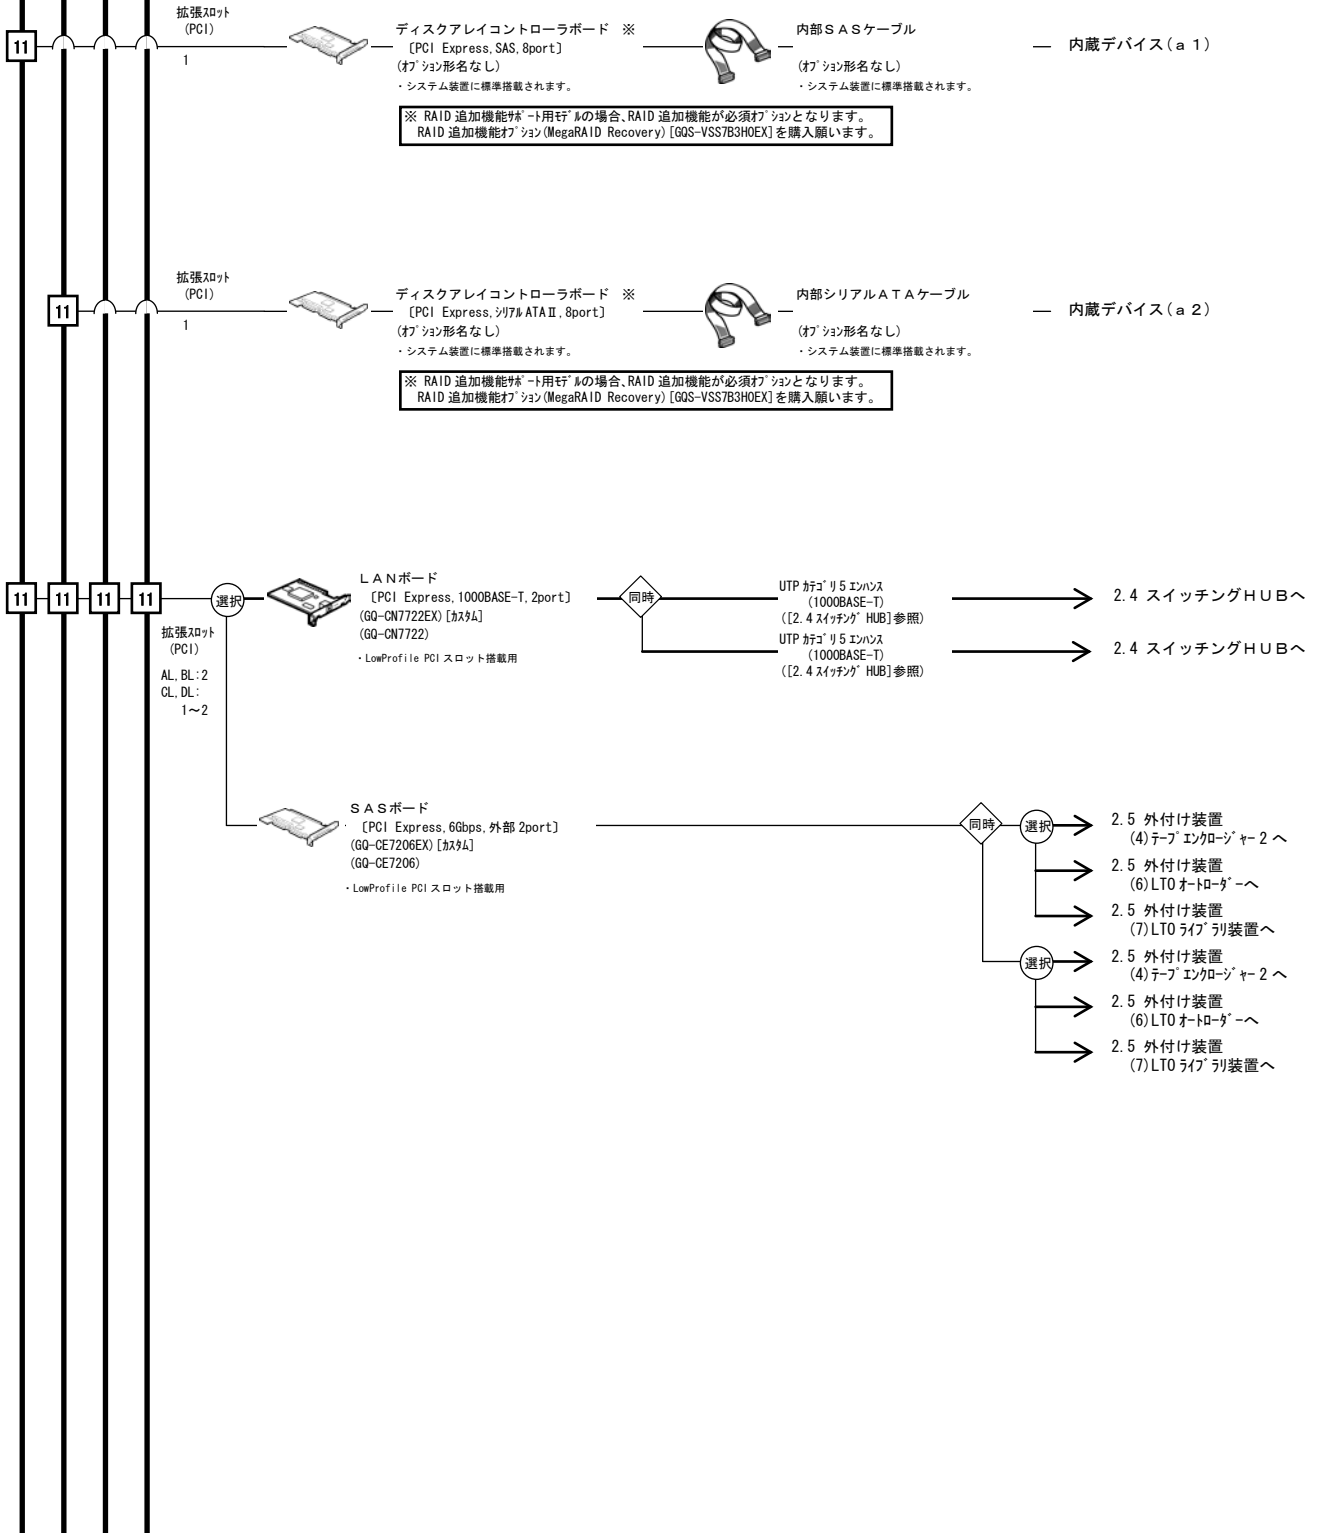 拡張ｽﾛｯﾄ
(PCI)
11
1
ディスクアレイコントローラボード ※
〔PCI Express, SAS, 8port〕
(ｵﾌﾟｼｮﾝ形名なし)
・システム装置に標準搭載されます。
内部ＳＡＳケーブル
(ｵﾌﾟｼｮﾝ形名なし)
・システム装置に標準搭載されます。
内蔵デバイス(ａ１)
※ RAID 追加機能ｻﾎﾟｰﾄ用ﾓﾃﾞﾙの場合、RAID 追加機能が必須ｵﾌﾟｼｮﾝとなります。
RAID 追加機能ｵﾌﾟｼｮﾝ(MegaRAID Recovery)[GQS-VSS7B3H0EX]を購入願います。
拡張ｽﾛｯﾄ
(PCI)
11
1
ディスクアレイコントローラボード ※
〔PCI Express, ｼﾘｱﾙ ATAⅡ, 8port〕
(ｵﾌﾟｼｮﾝ形名なし)
・システム装置に標準搭載されます。
内部シリアルＡＴＡケーブル
(ｵﾌﾟｼｮﾝ形名なし)
・システム装置に標準搭載されます。
内蔵デバイス(ａ２)
※ RAID 追加機能ｻﾎﾟｰﾄ用ﾓﾃﾞﾙの場合、RAID 追加機能が必須ｵﾌﾟｼｮﾝとなります。
RAID 追加機能ｵﾌﾟｼｮﾝ(MegaRAID Recovery)[GQS-VSS7B3H0EX]を購入願います。
11 11 11 11
選択
拡張ｽﾛｯﾄ
(PCI)
AL, BL:2
CL, DL:
1～2
ＬＡＮボード
〔PCI Express, 1000BASE-T, 2port〕
(GQ-CN7722EX)[ｶｽﾀﾑ]
(GQ-CN7722)
・LowProfile PCI スロット搭載用
同時
UTP ｶﾃｺﾞﾘ 5 ｴﾝﾊﾝｽ
(1000BASE-T)
([2.4 ｽｲｯﾁﾝｸﾞ HUB]参照)
2.4 スイッチングＨＵＢへ
UTP ｶﾃｺﾞﾘ 5 ｴﾝﾊﾝｽ
(1000BASE-T)
([2.4 ｽｲｯﾁﾝｸﾞ HUB]参照)
2.4 スイッチングＨＵＢへ
ＳＡＳボード
〔PCI Express, 6Gbps, 外部 2port〕
(GQ-CE7206EX)[ｶｽﾀﾑ]
(GQ-CE7206)
・LowProfile PCI スロット搭載用
同時
選択
2.5 外付け装置
(4)ﾃｰﾌﾟｴﾝｸﾛｰｼﾞｬｰ 2 へ
2.5 外付け装置
(6)LTO ｵｰﾄﾛｰﾀﾞｰへ
2.5 外付け装置
(7)LTO ﾗｲﾌﾞﾗﾘ装置へ
選択
2.5 外付け装置
(4)ﾃｰﾌﾟｴﾝｸﾛｰｼﾞｬｰ 2 へ
2.5 外付け装置
(6)LTO ｵｰﾄﾛｰﾀﾞｰへ
2.5 外付け装置
(7)LTO ﾗｲﾌﾞﾗﾘ装置へ